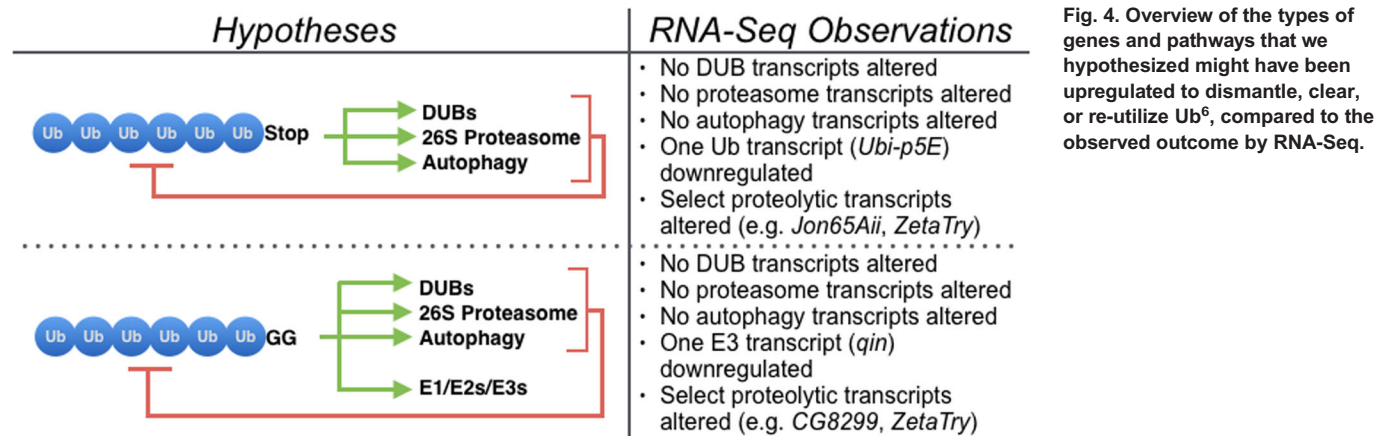 Hypotheses
RNA-Seq Observations
Ub Ub Ub Ub Ub Ub Stop
DUBs
26S Proteasome
Autophagy
· No DUB transcripts altered
· No proteasome transcripts altered
· No autophagy transcripts altered
· One Ub transcript (Ubi-p5E)
downregulated
· Select proteolytic transcripts
altered (e.g. Jon65Aii, ZetaTry)
Ub Ub Ub Ub Ub Ub GG
DUBs
26S Proteasome
Autophagy
E1/E2s/E3s
· No DUB transcripts altered
· No proteasome transcripts altered
· No autophagy transcripts altered
· One E3 transcript (qin)
downregulated
· Select proteolytic transcripts
altered (e.g. CG8299, ZetaTry)
Fig. 4. Overview of the types of
genes and pathways that we
hypothesized might have been
upregulated to dismantle, clear,
or re-utilize Ub⁶, compared to the
observed outcome by RNA-Seq.